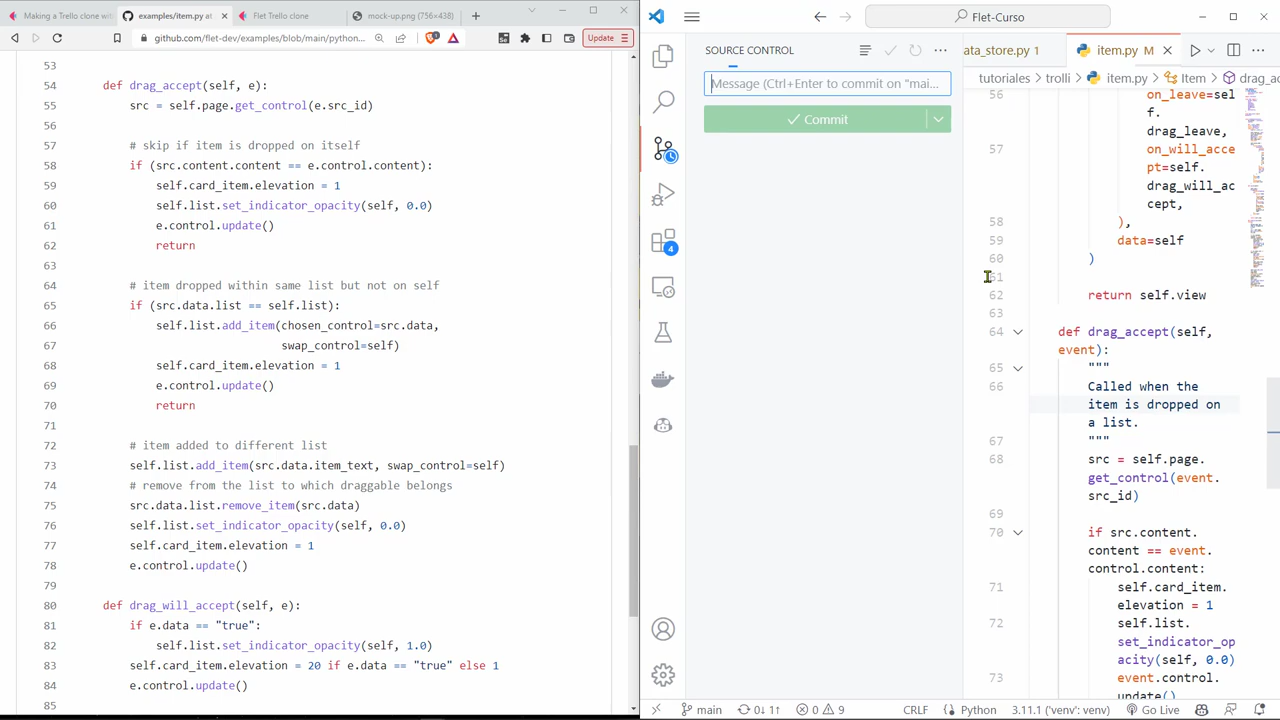 Making a Trello with
examples/item.py at
Flet Trello clone
mock-up.png (756×438)
github.com/flet-dev/examples/blob/main/python...
Update
53
54 def drag_accept(self, e):
55 src = self.page.get_control(e.src_id)
56
57 # skip if item is dropped on itself
58 if (src.content.content == e.control.content):
59 self.card_item.elevation = 1
60 self.list.set_indicator_opacity(self, 0.0)
61 e.control.update()
62 return
63
64 # item dropped within same list but not on self
65 if (src.data.list == self.list):
66 self.list.add_item(chosen_control=src.data,
67 swap_control=self)
68 self.card_item.elevation = 1
69 e.control.update()
70 return
71
72 # item added to different list
73 self.list.add_item(src.data.item_text, swap_control=self)
74 # remove from the list to which draggable belongs
75 src.data.list.remove_item(src.data)
76 self.list.set_indicator_opacity(self, 0.0)
77 self.card_item.elevation = 1
78 e.control.update()
79
80 def drag_will_accept(self, e):
81 if e.data == "true":
82 self.list.set_indicator_opacity(self, 1.0)
83 self.card_item.elevation = 20 if e.data == "true" else 1
84 e.control.update()
85
Flet-Curso
SOURCE CONTROL
Message (Ctrl+Enter to commit on "mai...
Commit
4
ata_store.py
item.py M
tutoriales
trolli
item.py
Item
drag_ac
56 on_leave=sel
f.
drag_leave,
57 on_will_acce
pt=self.
drag_will_ac
cept,
58 ),
59 data=self
60 )
61
62 return self.view
63
64 def drag_accept(self,
event):
65 """
66 Called when the
item is dropped on
a list.
67 """
68 src = self.page.
get_control(event.
src_id)
69
70 if src.content.
content == event.
control.content:
71 self.card_item.
elevation = 1
72 self.list.
set_indicator_op
acity(self, 0.0)
73 event.control.
update()
main
0↓ 1↑
0
9
CRLF
Python
3.11.1 ('venv': venv)
Go Live